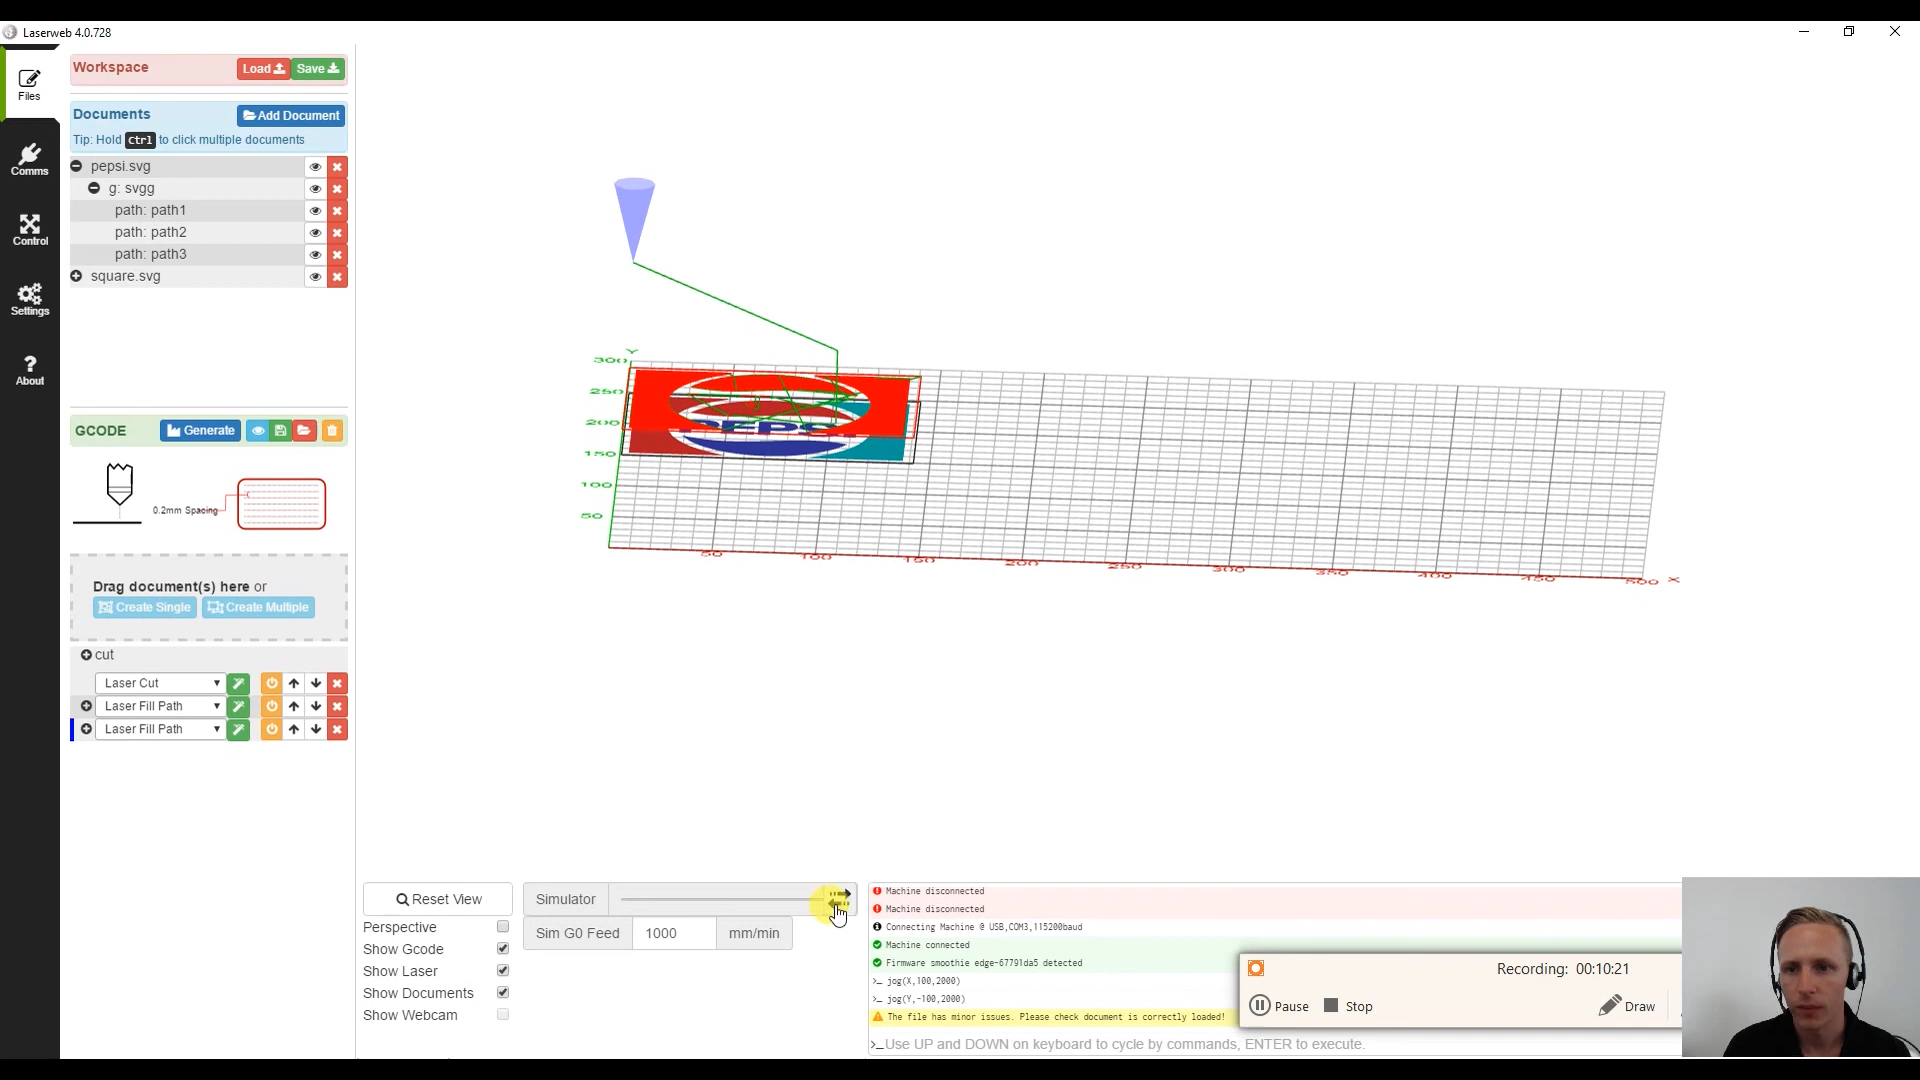 Laserweb 4.0.728
Files
Comms
Control
Settings
?
About
Workspace
Load
Save
Documents
Add Document
Tip: Hold Ctrl to click multiple documents
pepsi.svg
g: svgg
path: path1
path: path2
path: path3
square.svg
GCODE
Generate
0.2mm Spacing
Drag document(s) here or
Create Single
Create Multiple
cut
Laser Cut
Laser Fill Path
Laser Fill Path
Y
300
250
200
150
100
50
50
100
150
200
250
300
350
400
450
500
X
PEPS
Reset View
Perspective
Show Gcode
Show Laser
Show Documents
Show Webcam
Simulator
Sim G0 Feed
1000
mm/min
Machine disconnected
Machine disconnected
Connecting Machine @ USB,COM3,115200baud
Machine connected
Firmware smoothie edge-67791da5 detected
>_ jog(X,100,2000)
>_ jog(Y,-100,2000)
The file has minor issues. Please check document is correctly loaded!
>_Use UP and DOWN on keyboard to cycle by commands, ENTER to execute.
Recording: 00:10:21
Pause
Stop
Draw